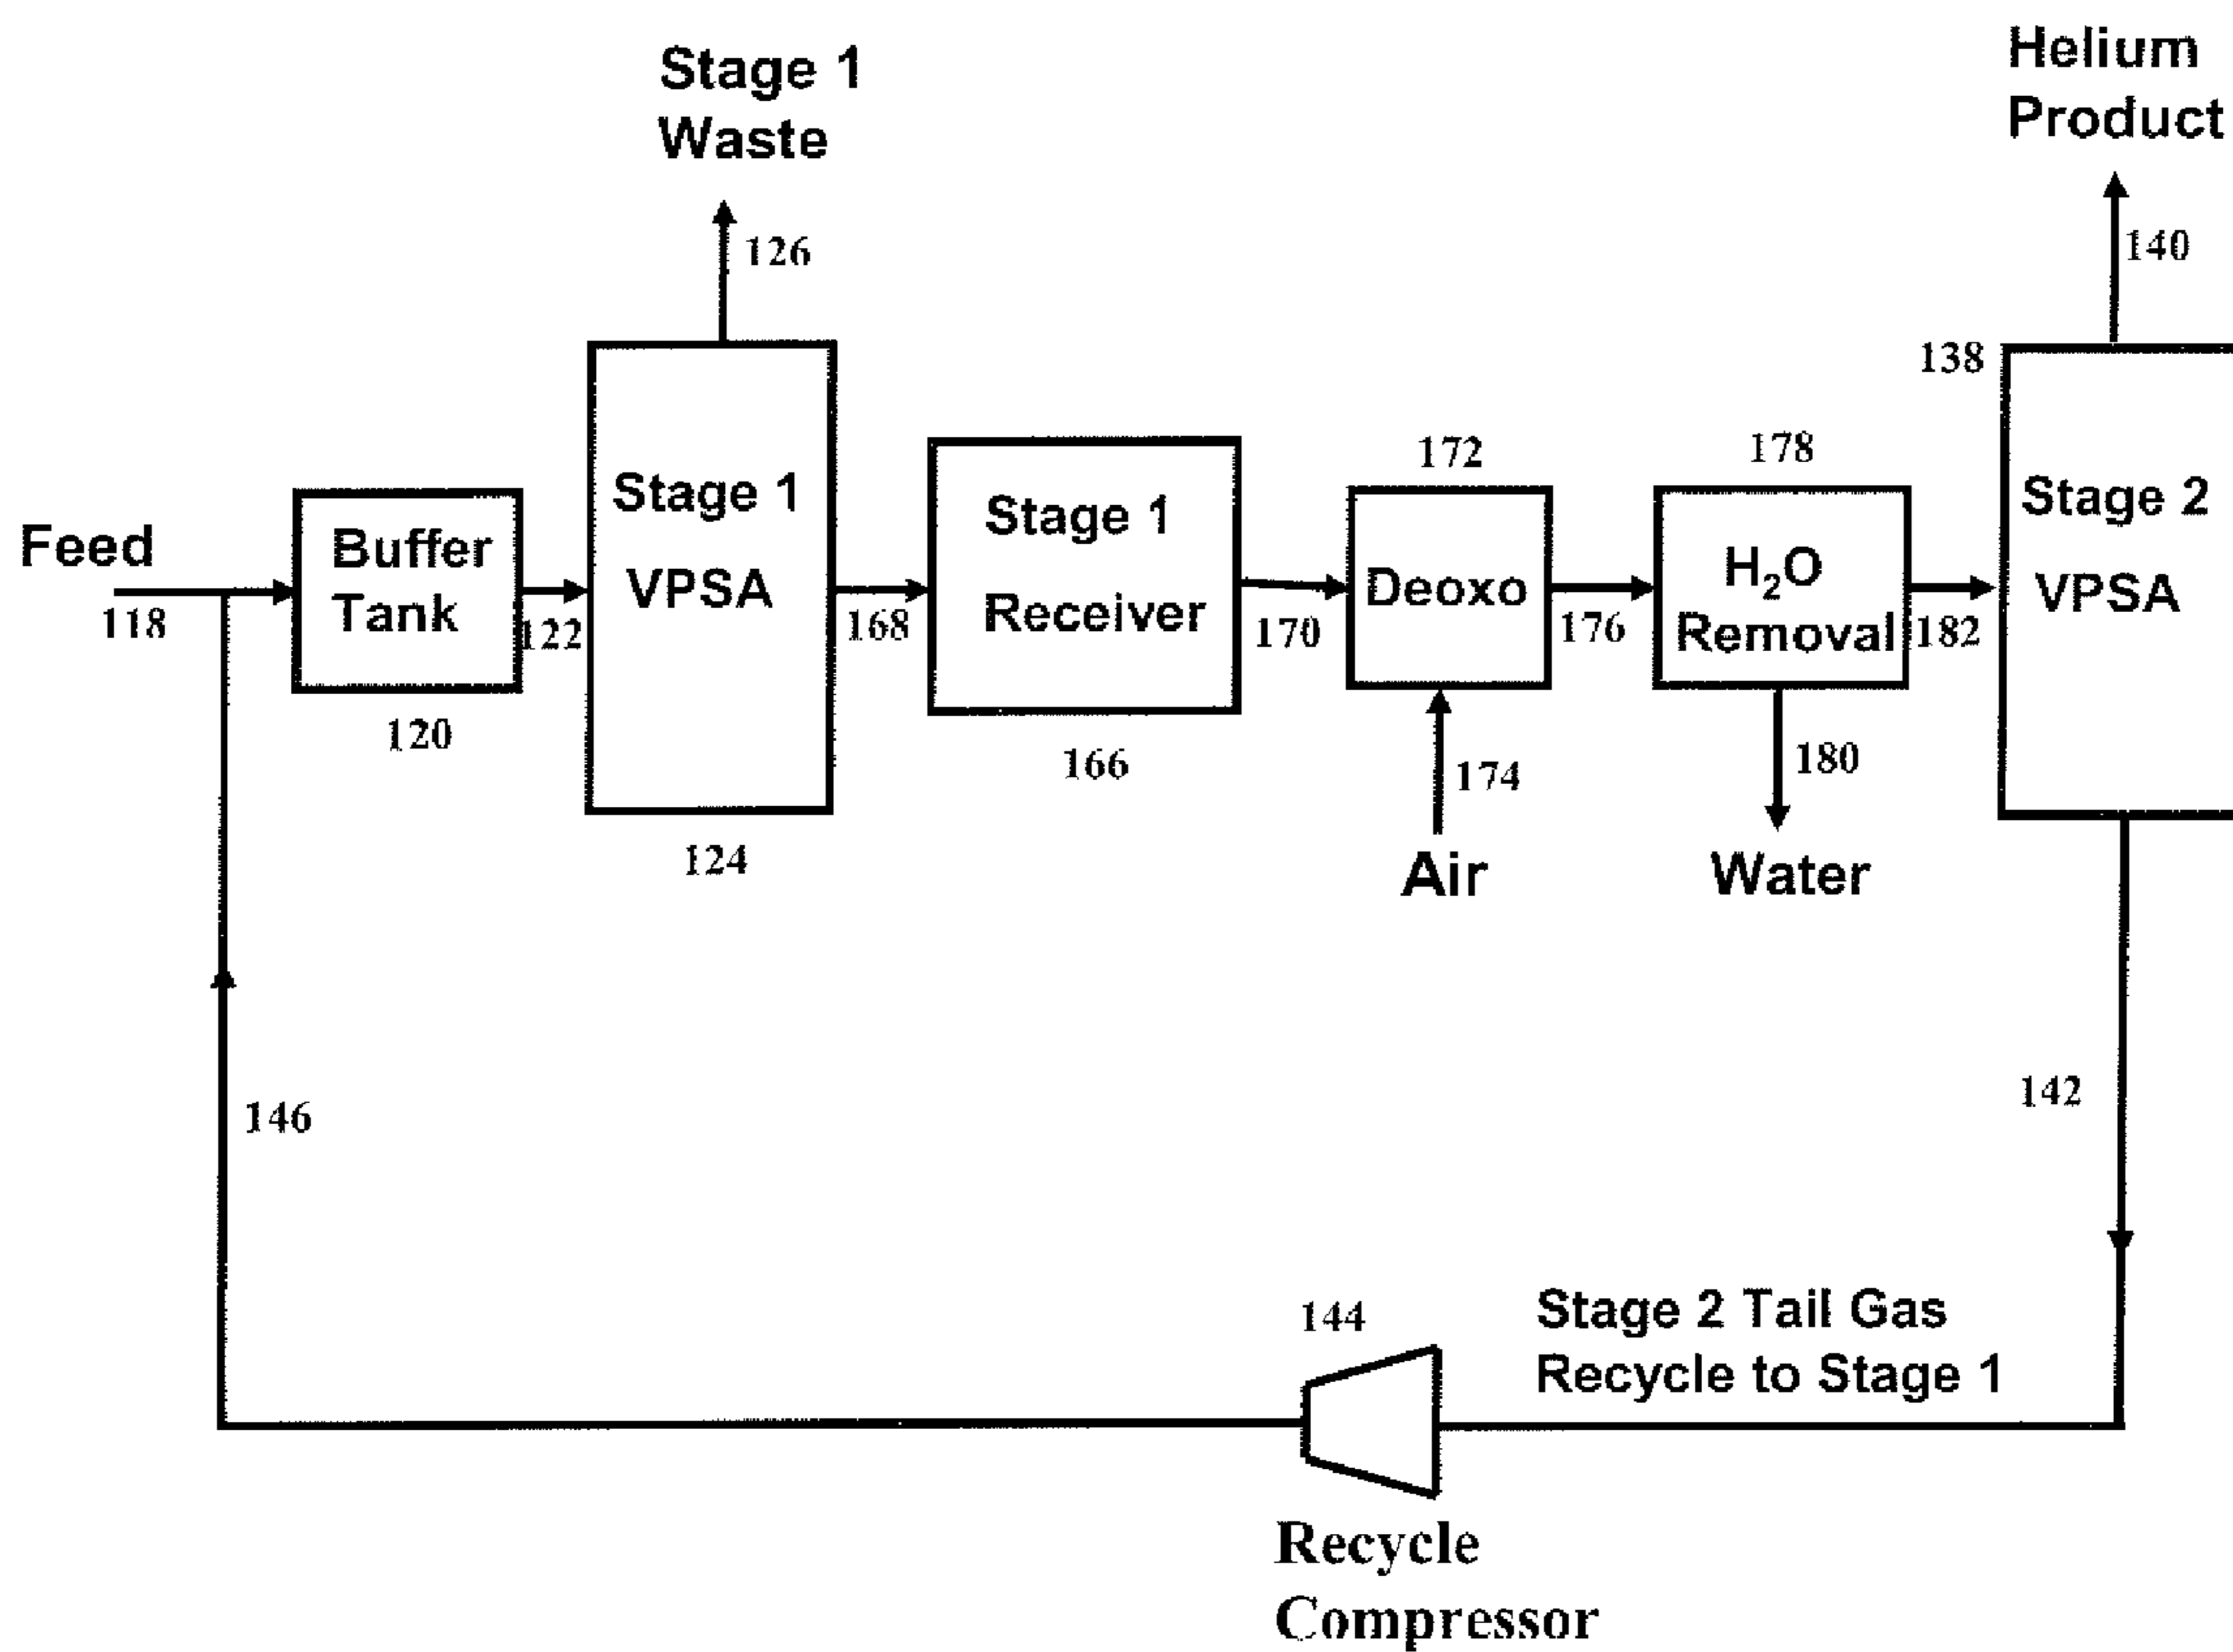 Stage 1
Waste
Helium
Product
126
140
138
172
178
Feed
118
Buffer
Tank
122
120
Stage 1
VPSA
124
168
Stage 1
Receiver
166
170
Deoxo
174
Air
176
H₂O
Removal
180
Water
182
Stage 2
VPSA
142
146
144
Stage 2 Tail Gas
Recycle to Stage 1
Recycle
Compressor